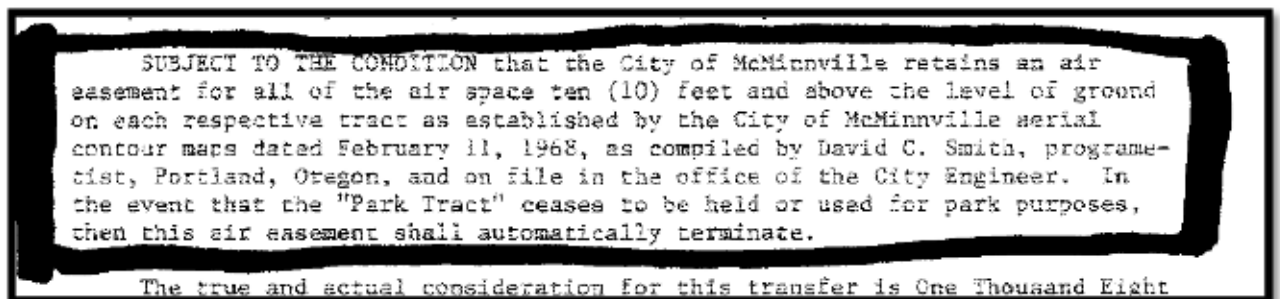 SUBJECT TO THE CONDITION that the City of McMinnville retains an air
easement for all of the air space ten (10) feet and above the level of ground
on each respective tract as established by the City of McMinnville aerial
contour maps dated February 11, 1968, as compiled by David C. Smith, programe-
tist, Portland, Oregon, and on file in the office of the City Engineer. In
the event that the "Park Tract" ceases to be held or used for park purposes,
then this air easement shall automatically terminate.
The true and actual consideration for this transfer is One Thousand Eight